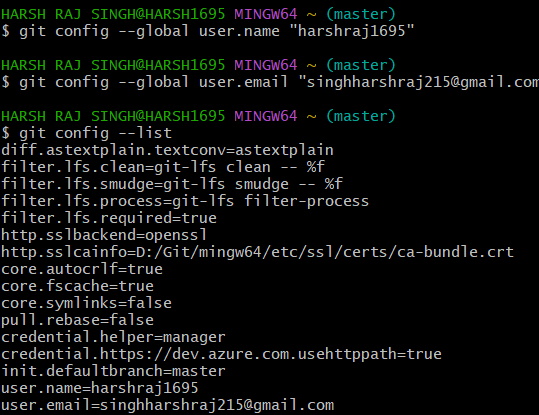 HARSH RAJ SINGH@HARSH1695 MINGW64 ~ (master)
$ git config --global user.name "harshraj1695"
HARSH RAJ SINGH@HARSH1695 MINGW64 ~ (master)
$ git config --global user.email "singhharshraj215@gmail.com
HARSH RAJ SINGH@HARSH1695 MINGW64 ~ (master)
$ git config --list
diff.astextplain.textconv=astextplain
filter.lfs.clean=git-lfs clean -- %f
filter.lfs.smudge=git-lfs smudge -- %f
filter.lfs.process=git-lfs filter-process
filter.lfs.required=true
http.sslbackend=openssl
http.sslcainfo=D:/Git/mingw64/etc/ssl/certs/ca-bundle.crt
core.autocrlf=true
core.fscache=true
core.symlinks=false
pull.rebase=false
credential.helper=manager
credential.https://dev.azure.com.usehttppath=true
init.defaultbranch=master
user.name=harshraj1695
user.email=singhharshraj215@gmail.com